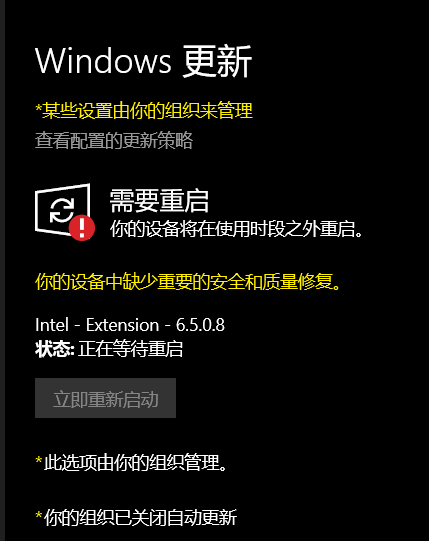 Windows 更新
*某些设置由你的组织来管理
查看配置的更新策略
需要重启
你的设备将在使用时段之外重启。
你的设备中缺少重要的安全和质量修复。
Intel - Extension - 6.5.0.8
状态: 正在等待重启
立即重新启动
*此选项由你的组织管理。
*你的组织已关闭自动更新